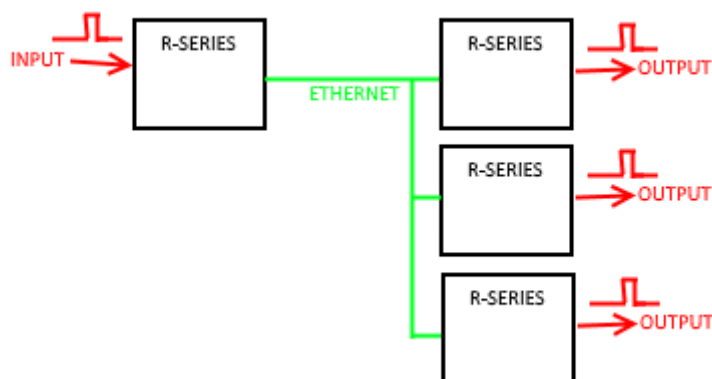 R-SERIES
INPUT
ETHERNET
R-SERIES
OUTPUT
R-SERIES
OUTPUT
R-SERIES
OUTPUT